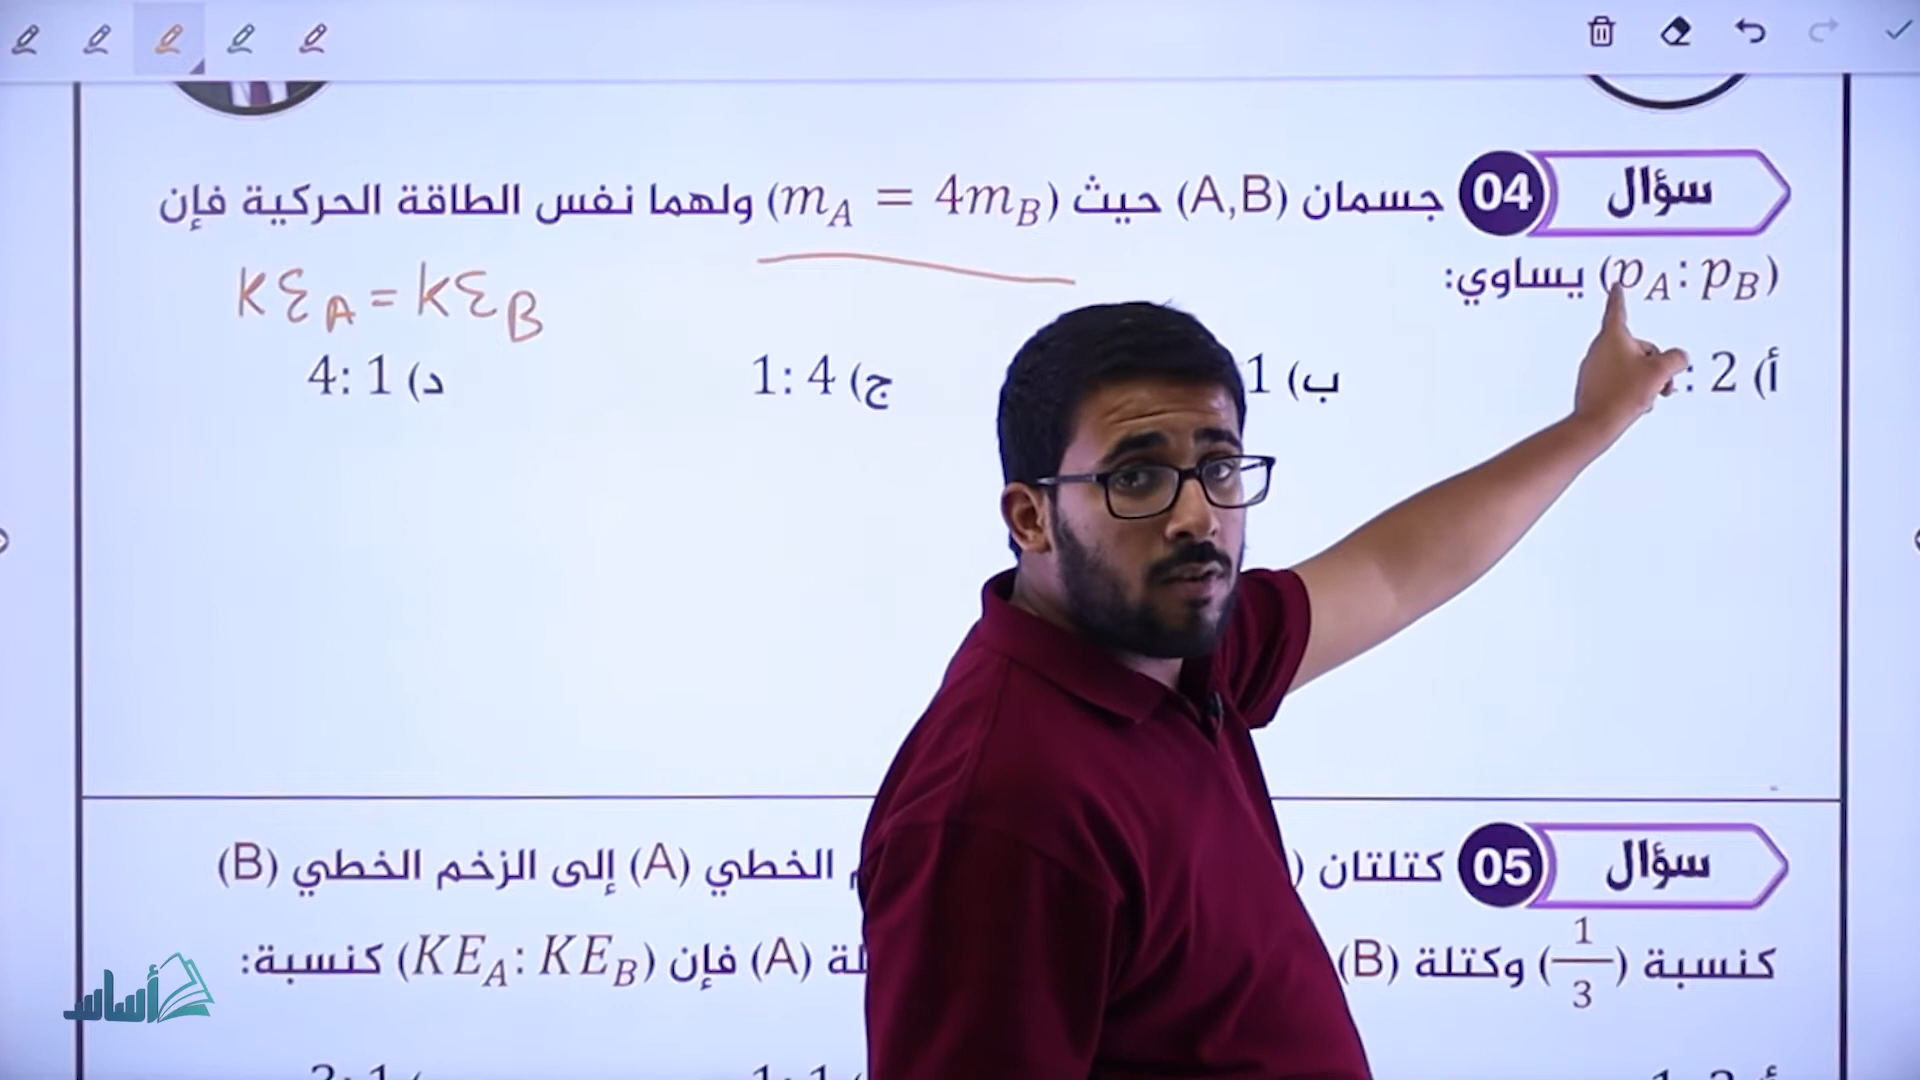 سؤال 04 جسمان (A,B) حيث (m_A = 4m_B) ولهما نفس الطاقة الحركية فإن
(p_A : p_B) يساوي:
KE_A = KE_B
أ) : 2 ب) 1 ج) 1: 4 د) 4: 1
سؤال 05 كتلتان ( الخطي (A) إلى الزخم الخطي (B)
كنسبة (1/3) وكتلة (B) (A) فإن (KE_A : KE_B) كنسبة:
أساس